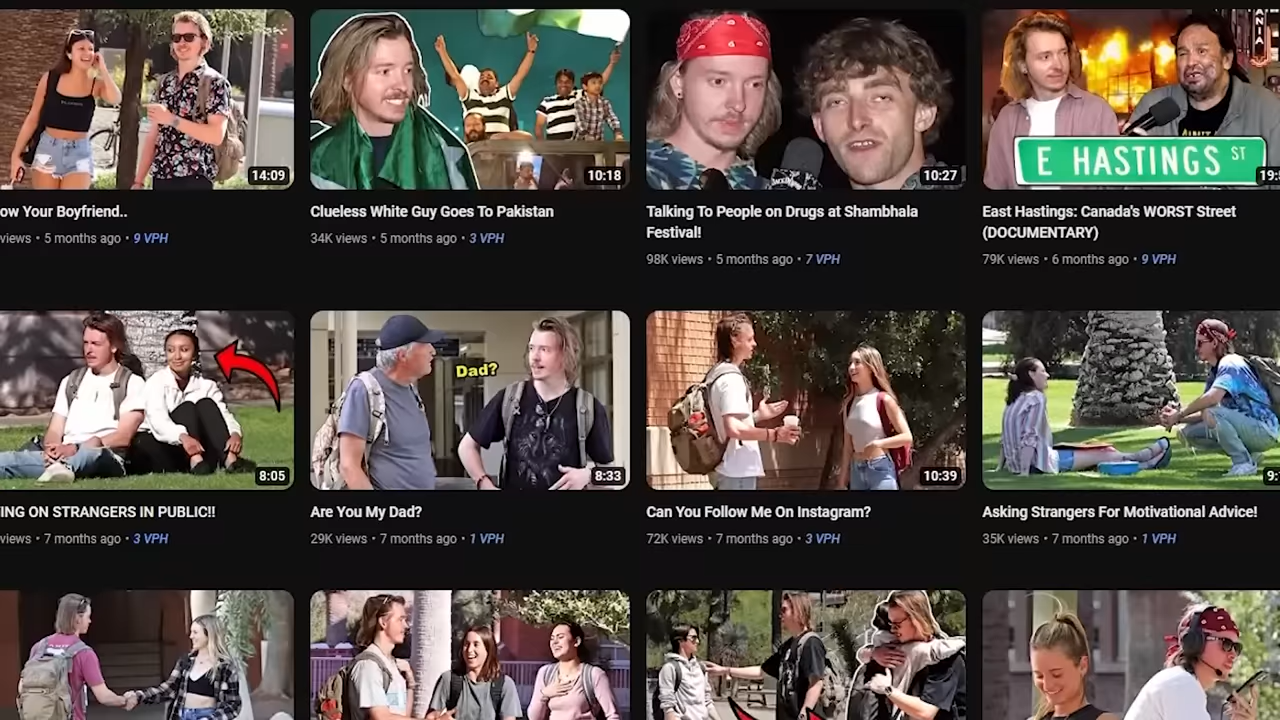 14:09
10:18
10:27
E HASTINGS ST
19:5
ow Your Boyfriend..
Clueless White Guy Goes To Pakistan
Talking To People on Drugs at Shambhala
Festival!
East Hastings: Canada's WORST Street
(DOCUMENTARY)
views • 5 months ago • 9 VPH
34K views • 5 months ago • 3 VPH
98K views • 5 months ago • 7 VPH
79K views • 6 months ago • 9 VPH
Dad?
8:05
8:33
10:39
9:
ING ON STRANGERS IN PUBLIC!!
Are You My Dad?
Can You Follow Me On Instagram?
Asking Strangers For Motivational Advice!
views • 7 months ago • 3 VPH
29K views • 7 months ago • 1 VPH
72K views • 7 months ago • 3 VPH
35K views • 7 months ago • 1 VPH